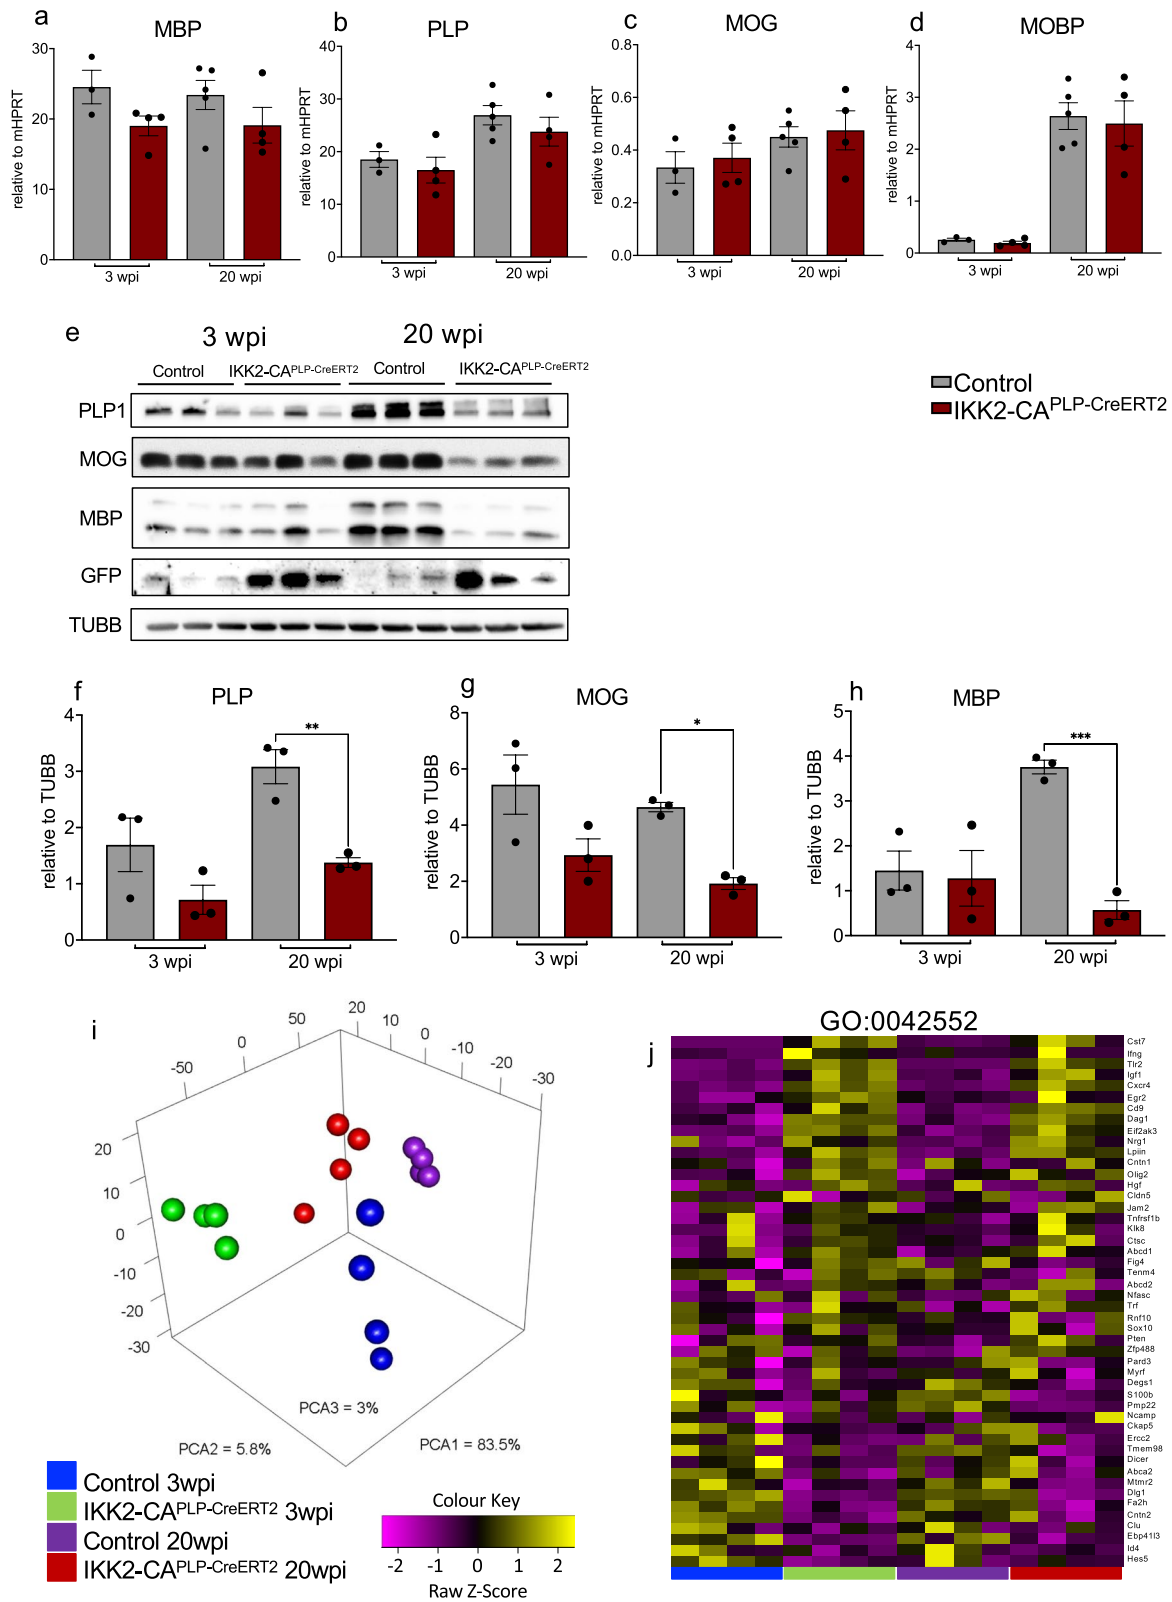 a
MBP
relative to mHPRT
30
20
10
0
3 wpi
20 wpi
b
PLP
relative to mHPRT
40
30
20
10
0
3 wpi
20 wpi
c
MOG
relative to mHPRT
0.8
0.6
0.4
0.2
0.0
3 wpi
20 wpi
d
MOBP
relative to mHPRT
4
3
2
1
0
3 wpi
20 wpi
e
3 wpi
20 wpi
Control
IKK2-CAPLP-CreERT2
Control
IKK2-CAPLP-CreERT2
PLP1
MOG
MBP
GFP
TUBB
Control
IKK2-CAPLP-CreERT2
f
PLP
relative to TUBB
4
3
2
1
0
**
3 wpi
20 wpi
g
MOG
relative to TUBB
8
6
4
2
0
*
3 wpi
20 wpi
h
MBP
relative to TUBB
5
4
3
2
1
0
***
3 wpi
20 wpi
i
-50
0
50
20
10
0
-10
-20
-30
20
10
0
-10
-20
-30
PCA3 = 3%
PCA2 = 5.8%
PCA1 = 83.5%
Control 3wpi
IKK2-CAPLP-CreERT2 3wpi
Control 20wpi
IKK2-CAPLP-CreERT2 20wpi
Colour Key
-2
-1
0
1
2
Raw Z-Score
j
GO:0042552
Cst7
Ifng
Tlr2
Igf1
Cxcr4
Egr2
Cd9
Dag1
Eif2ak3
Nrg1
Lpiin
Cntn1
Olig2
Hgf
Cldn5
Jam2
Tnfrsf1b
Klk8
Ctsc
Abcd1
Fig4
Tenm4
Abcd2
Nfasc
Trf
Rnf10
Sox10
Pten
Zfp488
Pard3
Myrf
Degs1
S100b
Pmp22
Ncamp
Ckap5
Ercc2
Tmem98
Dicer
Abca2
Mtmr2
Dlg1
Fa2h
Cntn2
Clu
Ebp41l3
Id4
Hes5